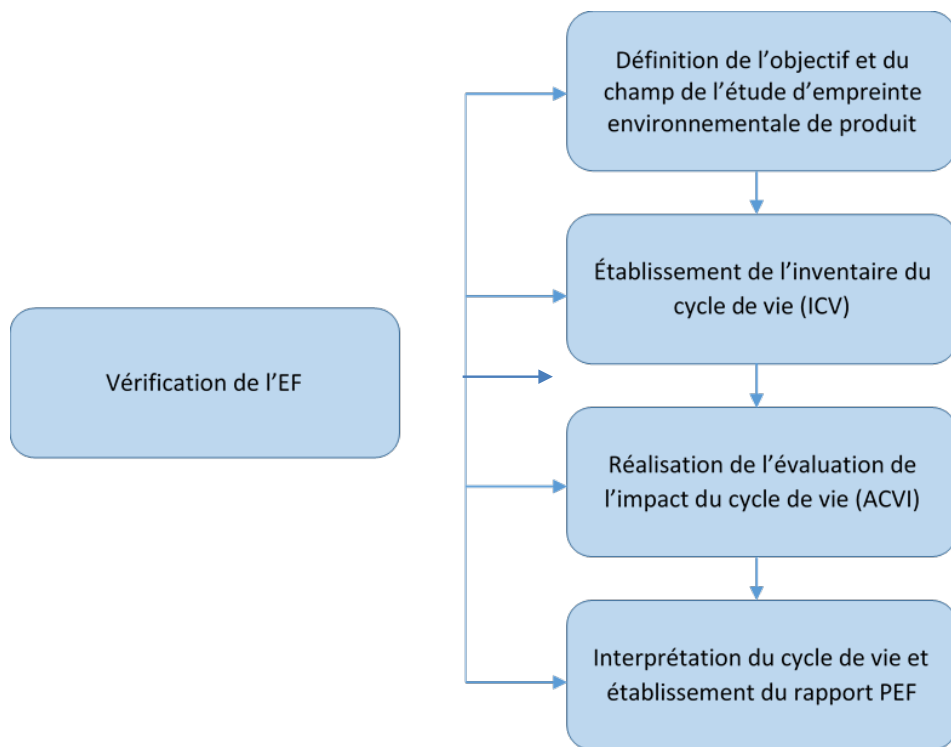 Définition de l’objectif et du
champ de l’étude d’empreinte
environnementale de produit
Établissement de l’inventaire du
cycle de vie (ICV)
Vérification de l’EF
Réalisation de l’évaluation de
l’impact du cycle de vie (ACVI)
Interprétation du cycle de vie et
établissement du rapport PEF